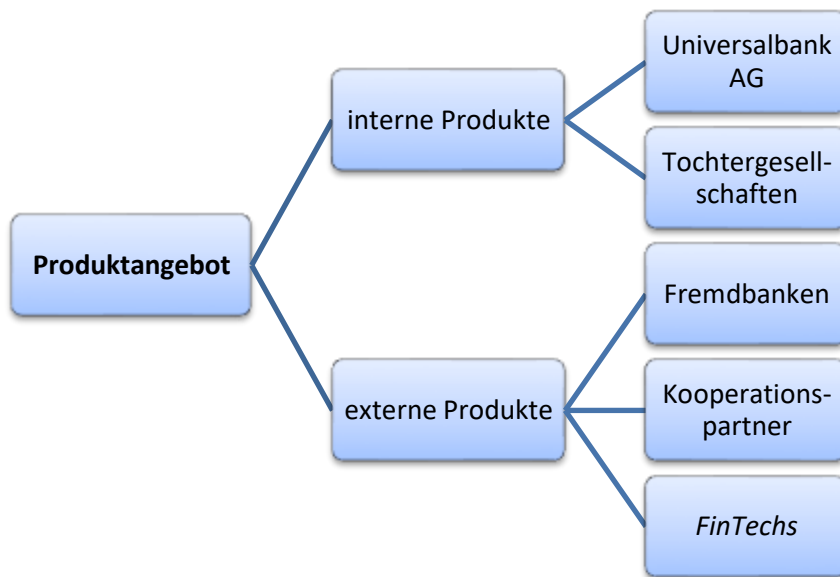 Produktangebot
interne Produkte
Universalbank
AG
Tochtergesell-
schaften
externe Produkte
Fremdbanken
Kooperations-
partner
FinTechs